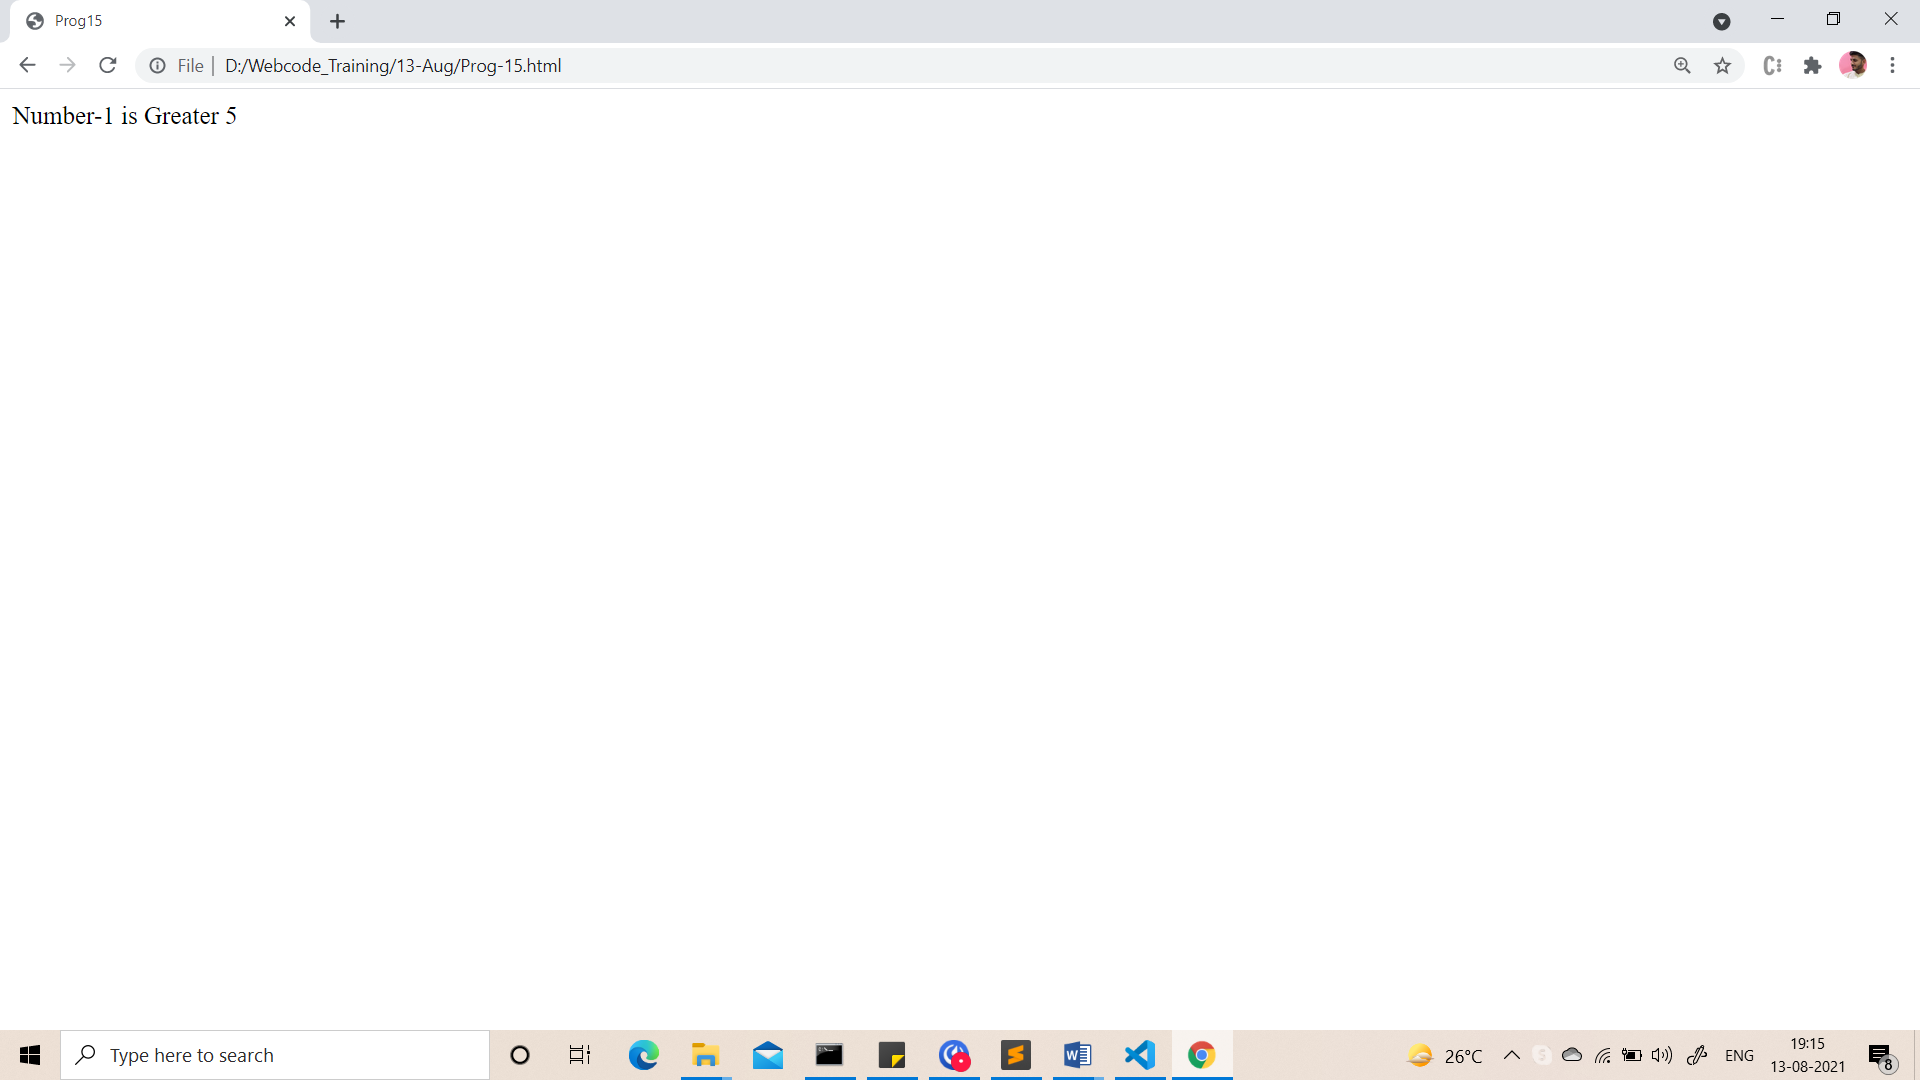 Prog15
File
D:/Webcode_Training/13-Aug/Prog-15.html
Number-1 is Greater 5
Type here to search
26°C
ENG
19:15
13-08-2021
8